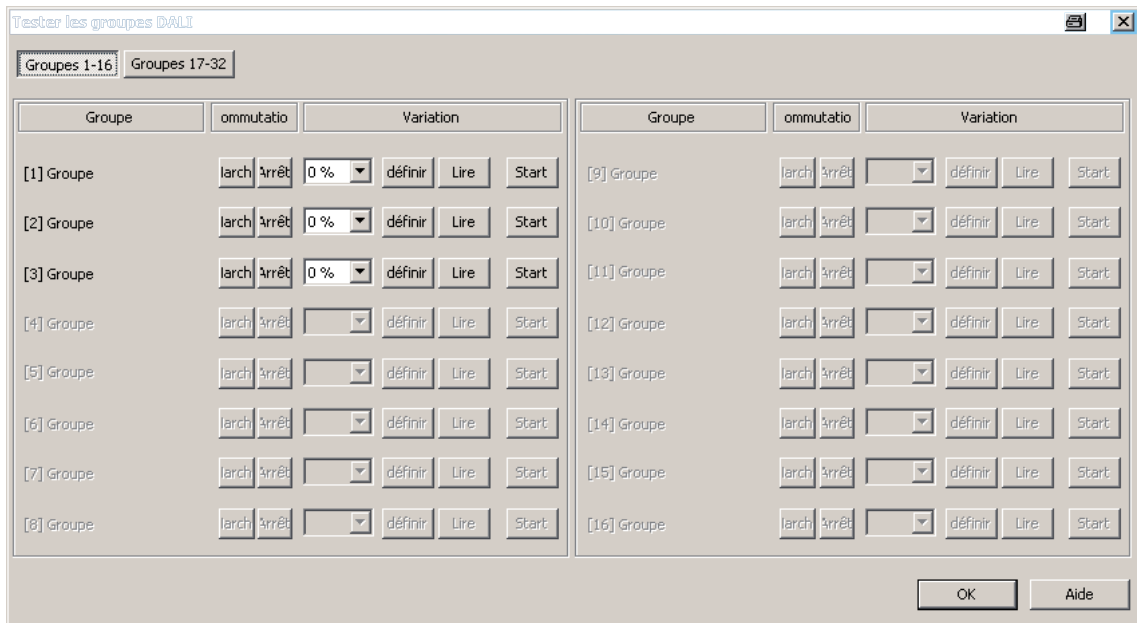 Tester les groupes DALI
Groupes 1-16 Groupes 17-32
Groupe ommutatio Variation Groupe ommutatio Variation
[1] Groupe larch Arrêt 0 % définir Lire Start [9] Groupe larch Arrêt définir Lire Start
[2] Groupe larch Arrêt 0 % définir Lire Start [10] Groupe larch Arrêt définir Lire Start
[3] Groupe larch Arrêt 0 % définir Lire Start [11] Groupe larch Arrêt définir Lire Start
[4] Groupe larch Arrêt définir Lire Start [12] Groupe larch Arrêt définir Lire Start
[5] Groupe larch Arrêt définir Lire Start [13] Groupe larch Arrêt définir Lire Start
[6] Groupe larch Arrêt définir Lire Start [14] Groupe larch Arrêt définir Lire Start
[7] Groupe larch Arrêt définir Lire Start [15] Groupe larch Arrêt définir Lire Start
[8] Groupe larch Arrêt définir Lire Start [16] Groupe larch Arrêt définir Lire Start
OK Aide